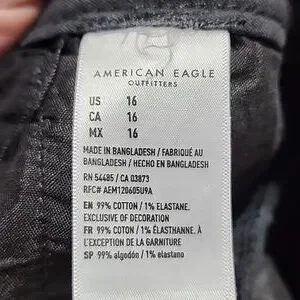 AMERICAN EAGLE
OUTFITTERS
US 16
CA 16
MX 16
MADE IN BANGLADESH / FABRIQUÉ AU
BANGLADESH / HECHO EN BANGLADESH
RN 54485 / CA 03873
RFC# AEM120605U9A
EN 99% COTTON / 1% ELASTANE.
EXCLUSIVE OF DECORATION
FR 99% COTON / 1% ÉLASTHANNE. À
L'EXCEPTION DE LA GARNITURE
SP 99% algodón / 1% elastano